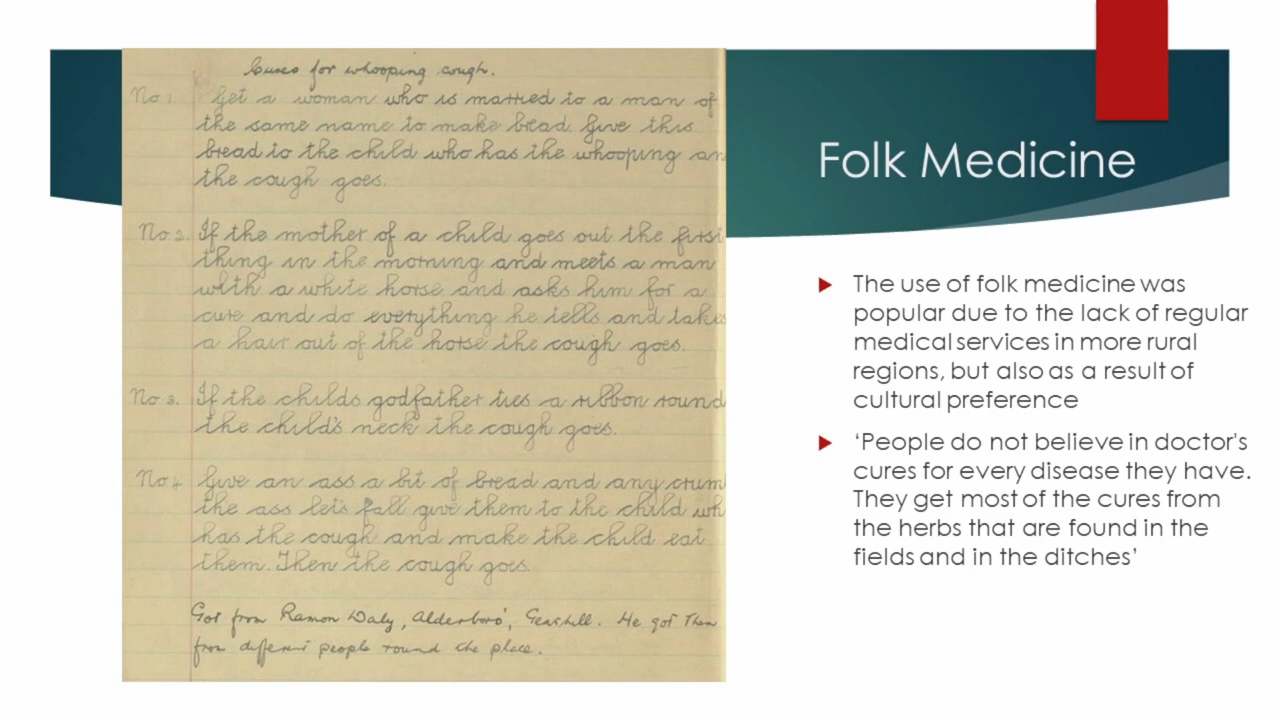 Cures for whooping cough.
No 1. Get a woman who is married to a man of
the same name to make bread. Give this
bread to the child who has the whooping an
the cough goes.
No 2. If the mother of a child goes out the first
thing in the morning and meets a man
with a white horse and asks him for a
cure and do everything he tells and takes
a hair out of the horse the cough goes.
No 3. If the childs godfather ties a ribbon round
the child's neck the cough goes.
No 4. Give an ass a bit of bread and any crum
the ass let's fall give them to the child wh
has the cough and make the child eat
them. Then the cough goes.
Got from Ramon Daly, Alderboro', Geashill. He got them
from different people round the place.
Folk Medicine
The use of folk medicine was
popular due to the lack of regular
medical services in more rural
regions, but also as a result of
cultural preference
‘People do not believe in doctor's
cures for every disease they have.
They get most of the cures from
the herbs that are found in the
fields and in the ditches’